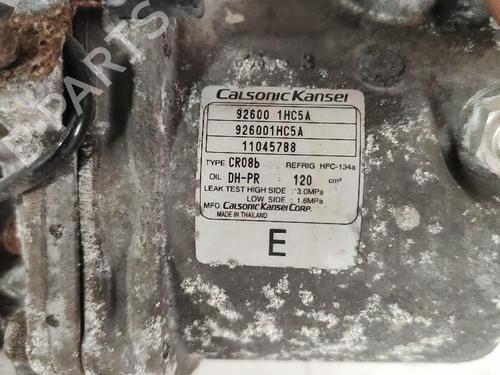 Calsonic Kansei
92600 1HC5A
926001HC5A
11045788
TYPE CR08b REFRIG HFC-134a
OIL DH-PR 120 cm³
LEAK TEST HIGH SIDE : 3.0MPa
LOW SIDE : 1.6MPa
MFD. CALSONIC KANSEI CORP.
MADE IN THAILAND
E